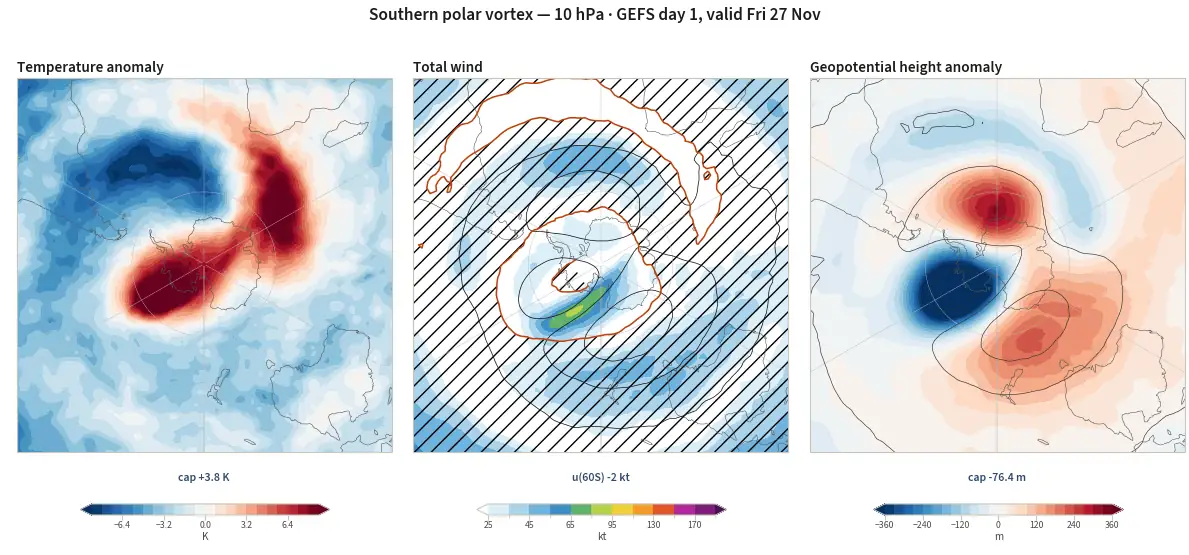 Southern polar vortex — 10 hPa · GEFS day 1, valid Fri 27 Nov
Temperature anomaly
Total wind
Geopotential height anomaly
cap +3.8 K
u(60S) -2 kt
cap -76.4 m
−6.4 −3.2 0.0 3.2 6.4
K
25 45 65 95 130 170
kt
−360 −240 −120 0 120 240 360
m